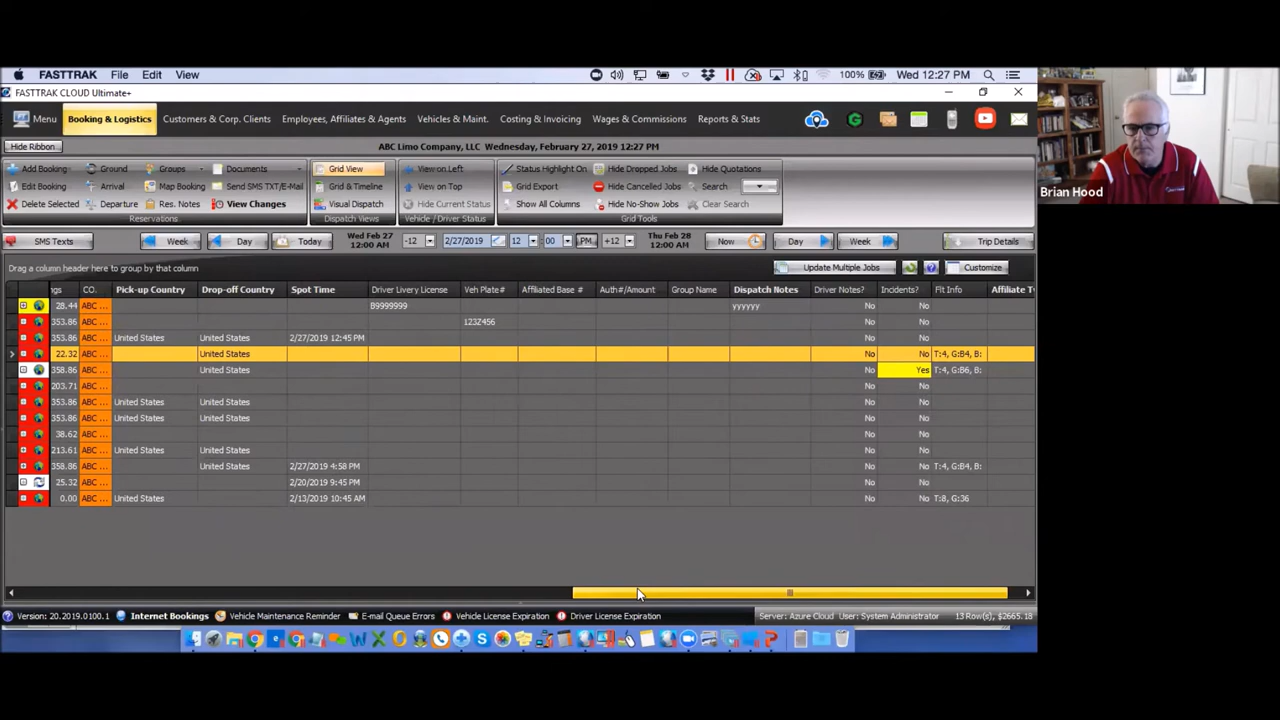 FASTTRAK File Edit View 100% Wed 12:27 PM
FASTTRAK CLOUD Ultimate+
Menu Booking & Logistics Customers & Corp. Clients Employees, Affiliates & Agents Vehicles & Maint. Costing & Invoicing Wages & Commissions Reports & Stats
Hide Ribbon ABC Limo Company, LLC Wednesday, February 27, 2019 12:27 PM
Add Booking Ground Groups Documents Grid View View on Left Status Highlight On Hide Dropped Jobs Hide Quotations
Edit Booking Arrival Map Booking Send SMS TXT/E-Mail Grid & Timeline View on Top Grid Export Hide Cancelled Jobs Search
Delete Selected Departure Res. Notes View Changes Visual Dispatch Hide Current Status Show All Columns Hide No-Show Jobs Clear Search
Reservations Dispatch Views Vehicle / Driver Status Grid Tools
SMS Texts Week Day Today Wed Feb 27 12:00 AM -12 2/27/2019 12 00 PM +12 Thu Feb 28 12:00 AM Now Day Week Trip Details
Drag a column header here to group by that column Update Multiple Jobs ? Customize
ngs CO. Pick-up Country Drop-off Country Spot Time Driver Livery License Veh Plate# Affiliated Base # Auth#/Amount Group Name Dispatch Notes Driver Notes? Incidents? Flt Info Affiliate T
28.44 ABC ... B9999999 yyyyyy No No
353.86 ABC ... 123Z456 No No
353.86 ABC ... United States United States 2/27/2019 12:45 PM No No
22.32 ABC ... United States No No T:4, G:B4, B:
358.86 ABC ... United States No Yes T:4, G:B6, B:
203.71 ABC ... No No
353.86 ABC ... United States United States No No
353.86 ABC ... United States United States No No
38.62 ABC ... No No
213.61 ABC ... United States United States No No
358.86 ABC ... United States 2/27/2019 4:58 PM No No T:4, G:B4, B:
25.32 ABC ... 2/20/2019 9:45 PM No No
0.00 ABC ... United States 2/13/2019 10:45 AM No No T:8, G:36
Version: 20.2019.0100.1 Internet Bookings Vehicle Maintenance Reminder E-mail Queue Errors Vehicle License Expiration Driver License Expiration Server: Azure Cloud User: System Administrator 13 Row(s), $2665.18
Brian Hood